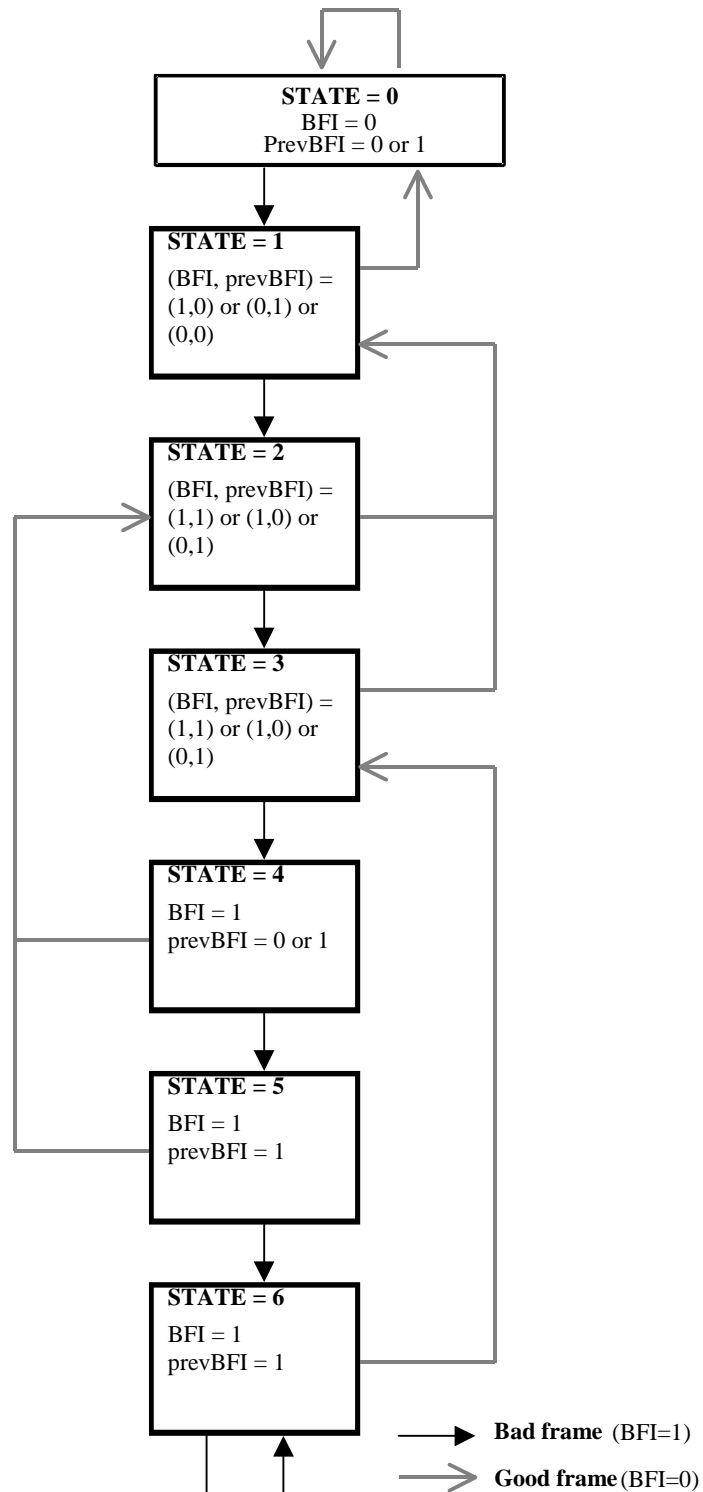 STATE = 0
BFI = 0
PrevBFI = 0 or 1
STATE = 1
(BFI, prevBFI) =
(1,0) or (0,1) or
(0,0)
STATE = 2
(BFI, prevBFI) =
(1,1) or (1,0) or
(0,1)
STATE = 3
(BFI, prevBFI) =
(1,1) or (1,0) or
(0,1)
STATE = 4
BFI = 1
prevBFI = 0 or 1
STATE = 5
BFI = 1
prevBFI = 1
STATE = 6
BFI = 1
prevBFI = 1
Bad frame (BFI=1)
Good frame (BFI=0)